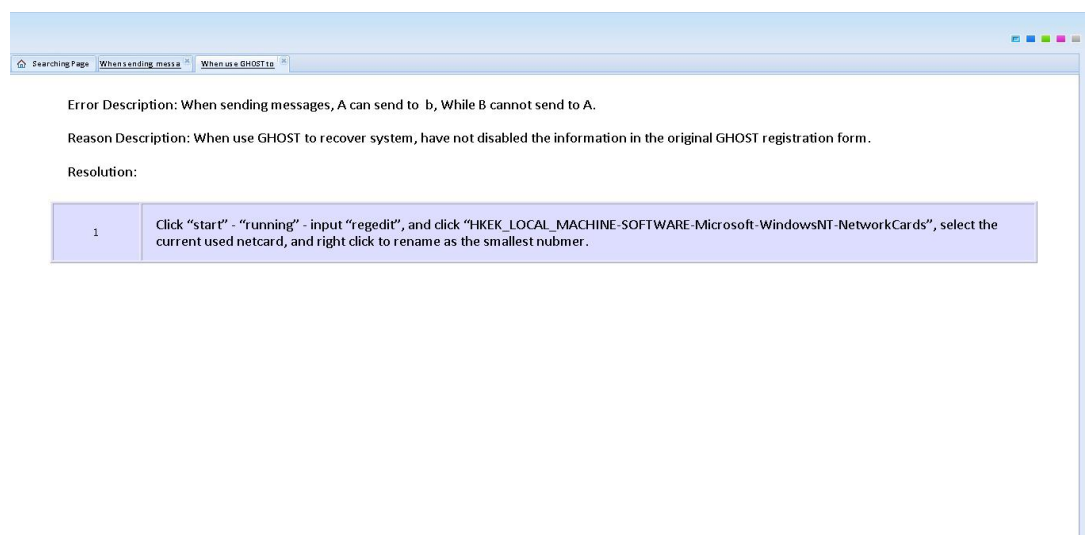 Searching Page When sending messa When use GHOST to
Error Description: When sending messages, A can send to b, While B cannot send to A.
Reason Description: When use GHOST to recover system, have not disabled the information in the original GHOST registration form.
Resolution:
1
Click “start” - “running” - input “regedit”, and click “HKEK_LOCAL_MACHINE-SOFTWARE-Microsoft-WindowsNT-NetworkCards”, select the
current used netcard, and right click to rename as the smallest nubmer.